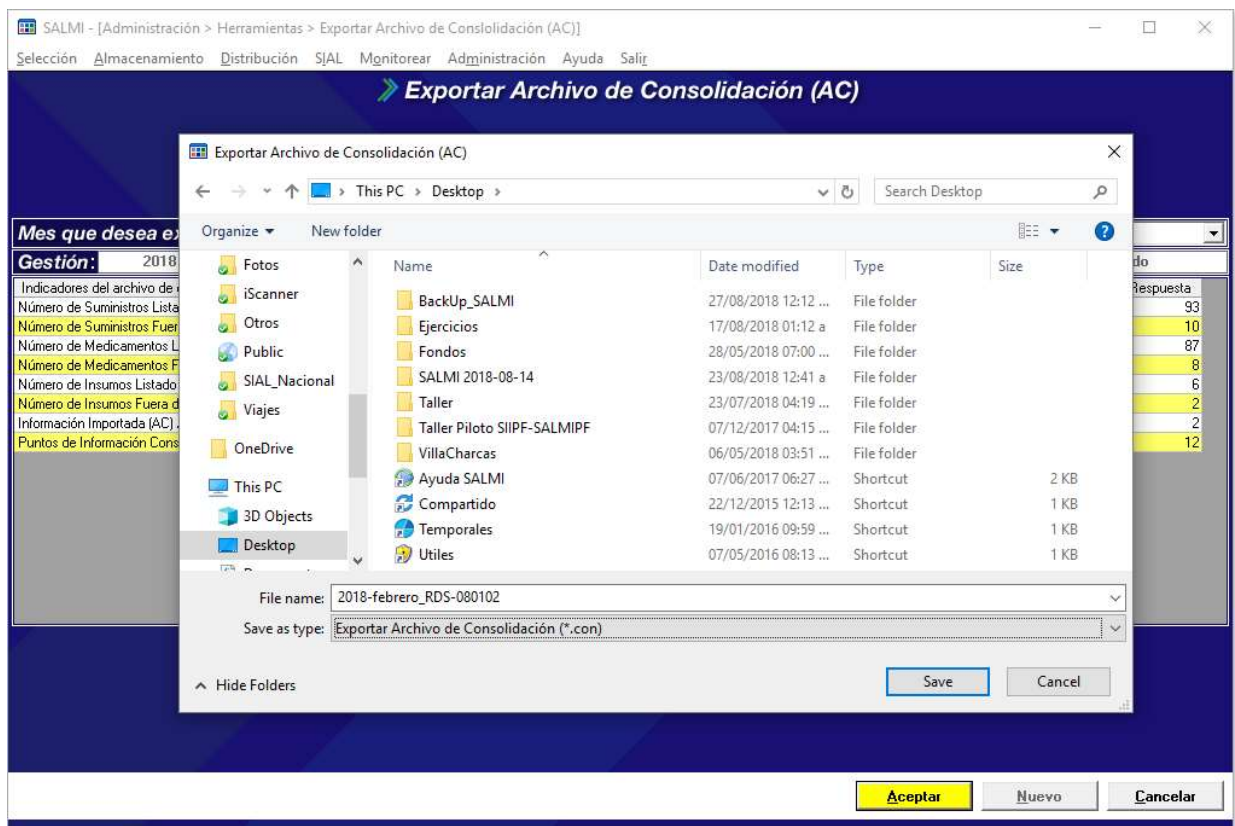 SALMI - [Administración > Herramientas > Exportar Archivo de Conslolidación (AC)]
Selección Almacenamiento Distribución SIAL Monitorear Administración Ayuda Salir
Exportar Archivo de Consolidación (AC)
Exportar Archivo de Consolidación (AC)
This PC > Desktop >
Search Desktop
Organize New folder
Name Date modified Type Size
BackUp_SALMI 27/08/2018 12:12 ... File folder
Ejercicios 17/08/2018 01:12 a File folder
Fondos 28/05/2018 07:00 ... File folder
SALMI 2018-08-14 23/08/2018 12:41 a File folder
Taller 23/07/2018 04:19 ... File folder
Taller Piloto SIIPF-SALMIPF 07/12/2017 04:15 ... File folder
VillaCharcas 06/05/2018 03:51 ... File folder
Ayuda SALMI 07/06/2017 06:27 ... Shortcut 2 KB
Compartido 22/12/2015 12:13 ... Shortcut 1 KB
Temporales 19/01/2016 09:59 ... Shortcut 1 KB
Utiles 07/05/2016 08:13 ... Shortcut 1 KB
Fotos
iScanner
Otros
Public
SIAL_Nacional
Viajes
OneDrive
This PC
3D Objects
Desktop
File name: 2018-febrero_RDS-080102
Save as type: Exportar Archivo de Consolidación (*.con)
Hide Folders Save Cancel
Mes que desea
Gestión: 2018 do
Indicadores del archivo de Respuesta
Número de Suministros Lista 93
Número de Suministros Fuer 10
Número de Medicamentos L 87
Número de Medicamentos F 8
Número de Insumos Listado 6
Número de Insumos Fuera d 2
Información Importada (AC) 2
Puntos de Información Cons 12
Aceptar Nuevo Cancelar